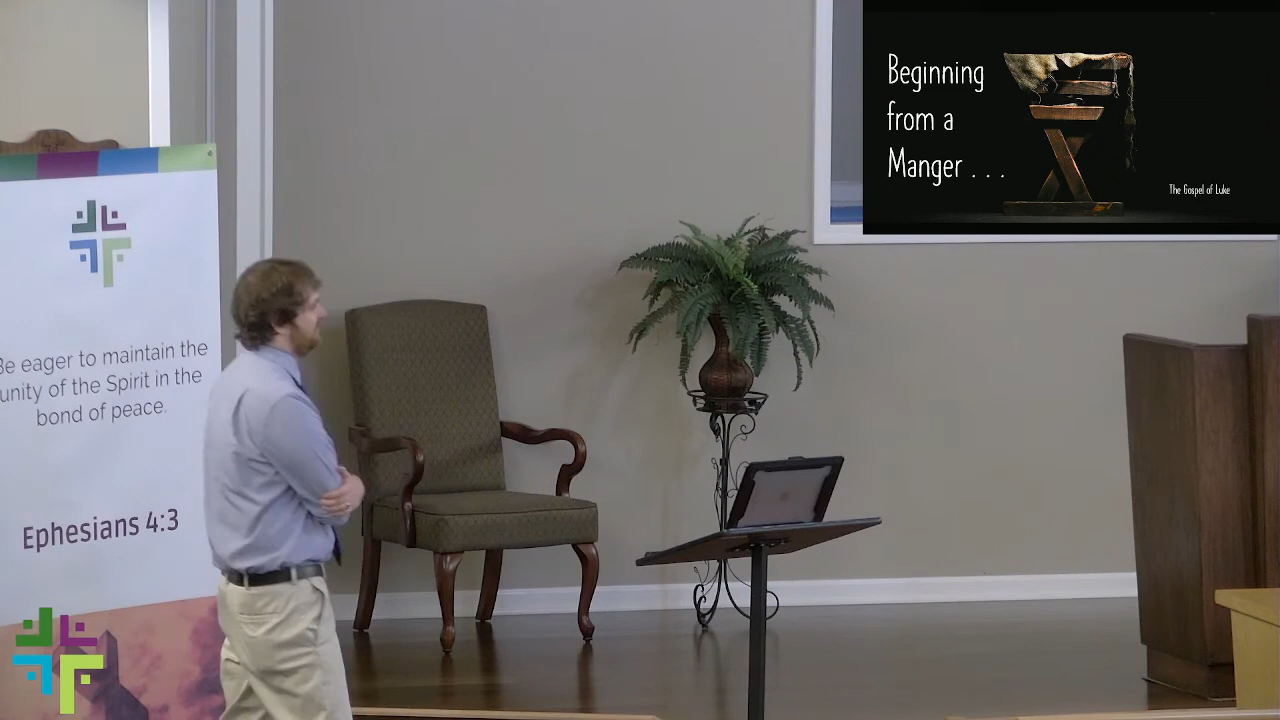 Beginning
from a
Manger . . .
The Gospel of Luke
Be eager to maintain the
unity of the Spirit in the
bond of peace.
Ephesians 4:3